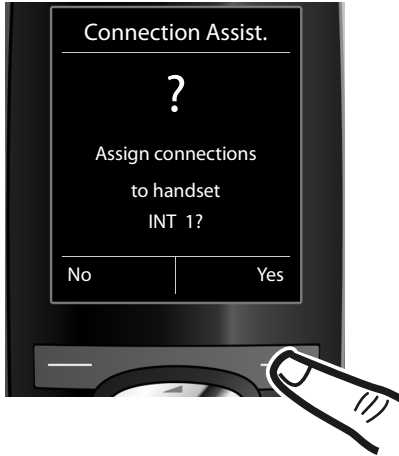 Connection Assist.
?
Assign connections
to handset
INT 1?
No Yes